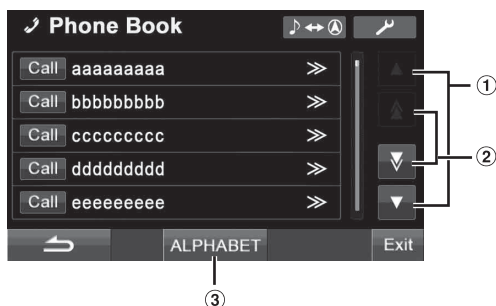 Phone Book
Call aaaaaaaaa
Call bbbbbbbbb
Call ccccccccc
Call ddddddddd
Call eeeeeeeee
1
2
ALPHABET Exit
3